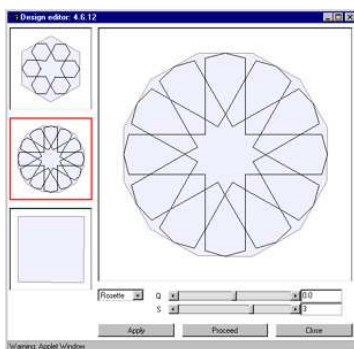 Design editor: 4.6.12
Rosette
Q
0.0
S
3
Apply
Proceed
Close
Warning: Applet Window